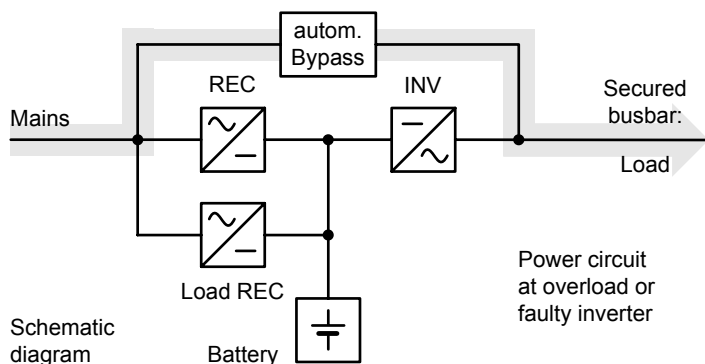 autom.
Bypass
REC
INV
Mains
Secured
busbar:
Load
Load REC
Power circuit
at overload or
faulty inverter
Schematic
diagram
Battery